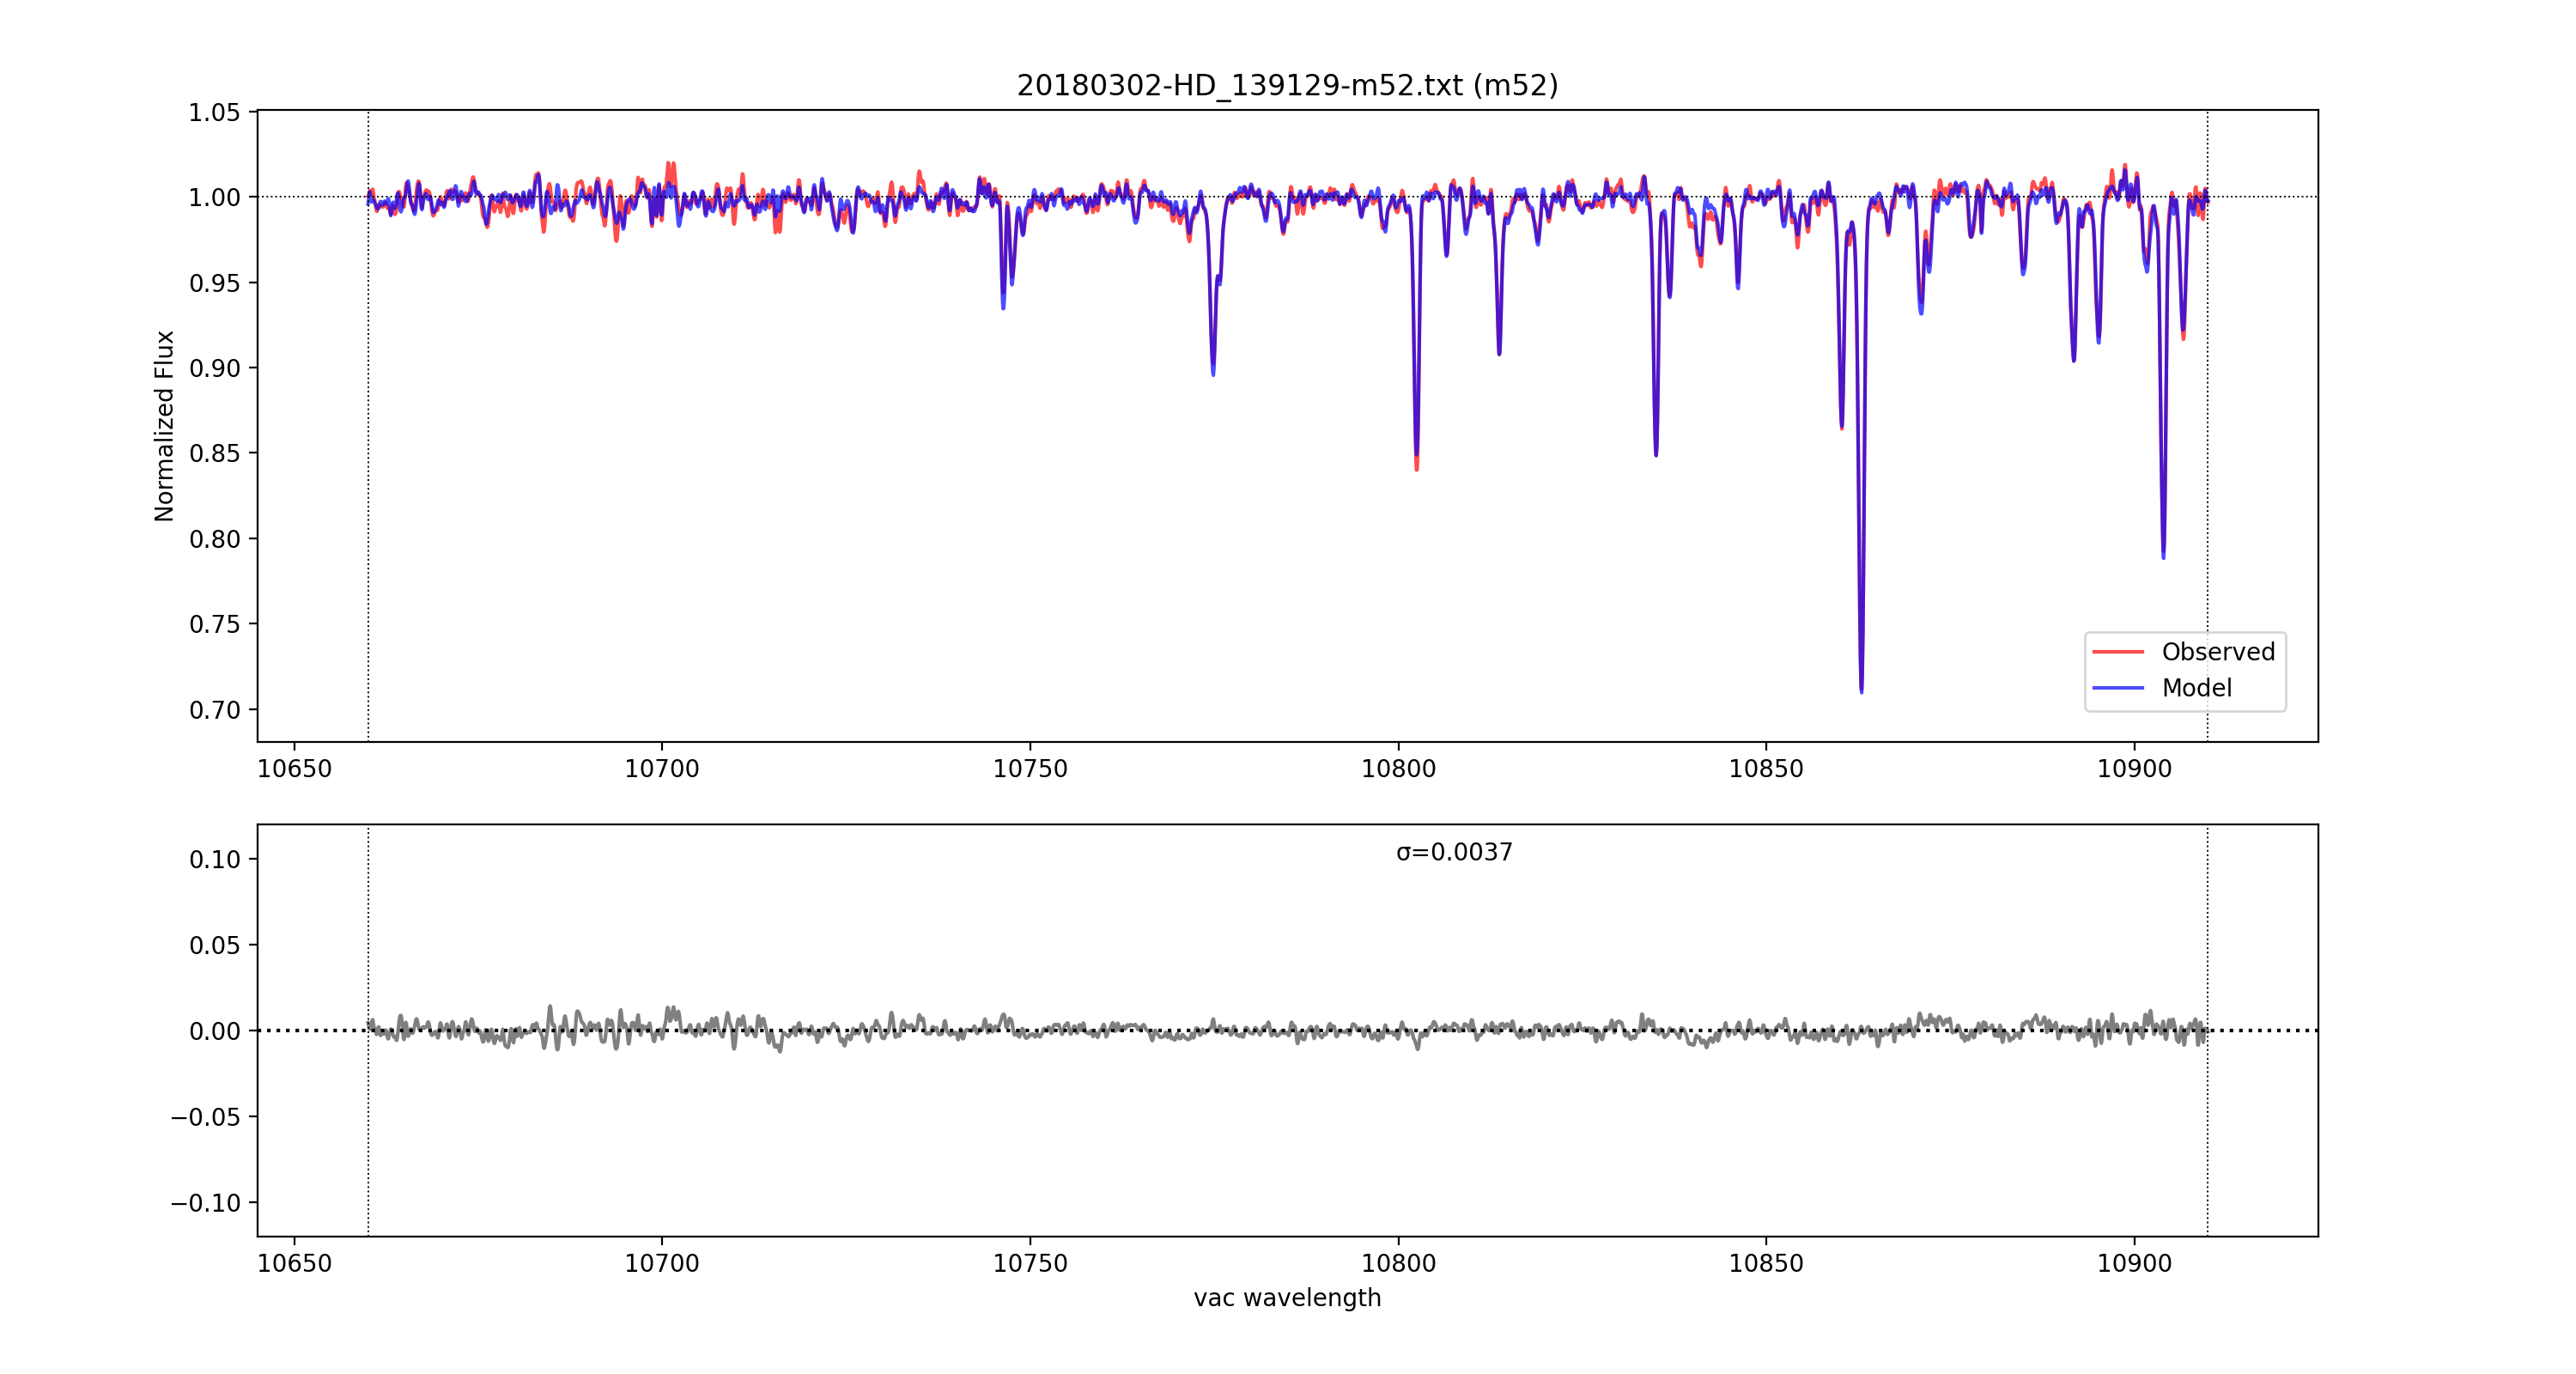 20180302-HD_139129-m52.txt (m52)
1.05
1.00
0.95
0.90
0.85
0.80
0.75
0.70
Normalized Flux
Observed
Model
10650 10700 10750 10800 10850 10900
σ=0.0037
0.10
0.05
0.00
−0.05
−0.10
10650 10700 10750 10800 10850 10900
vac wavelength